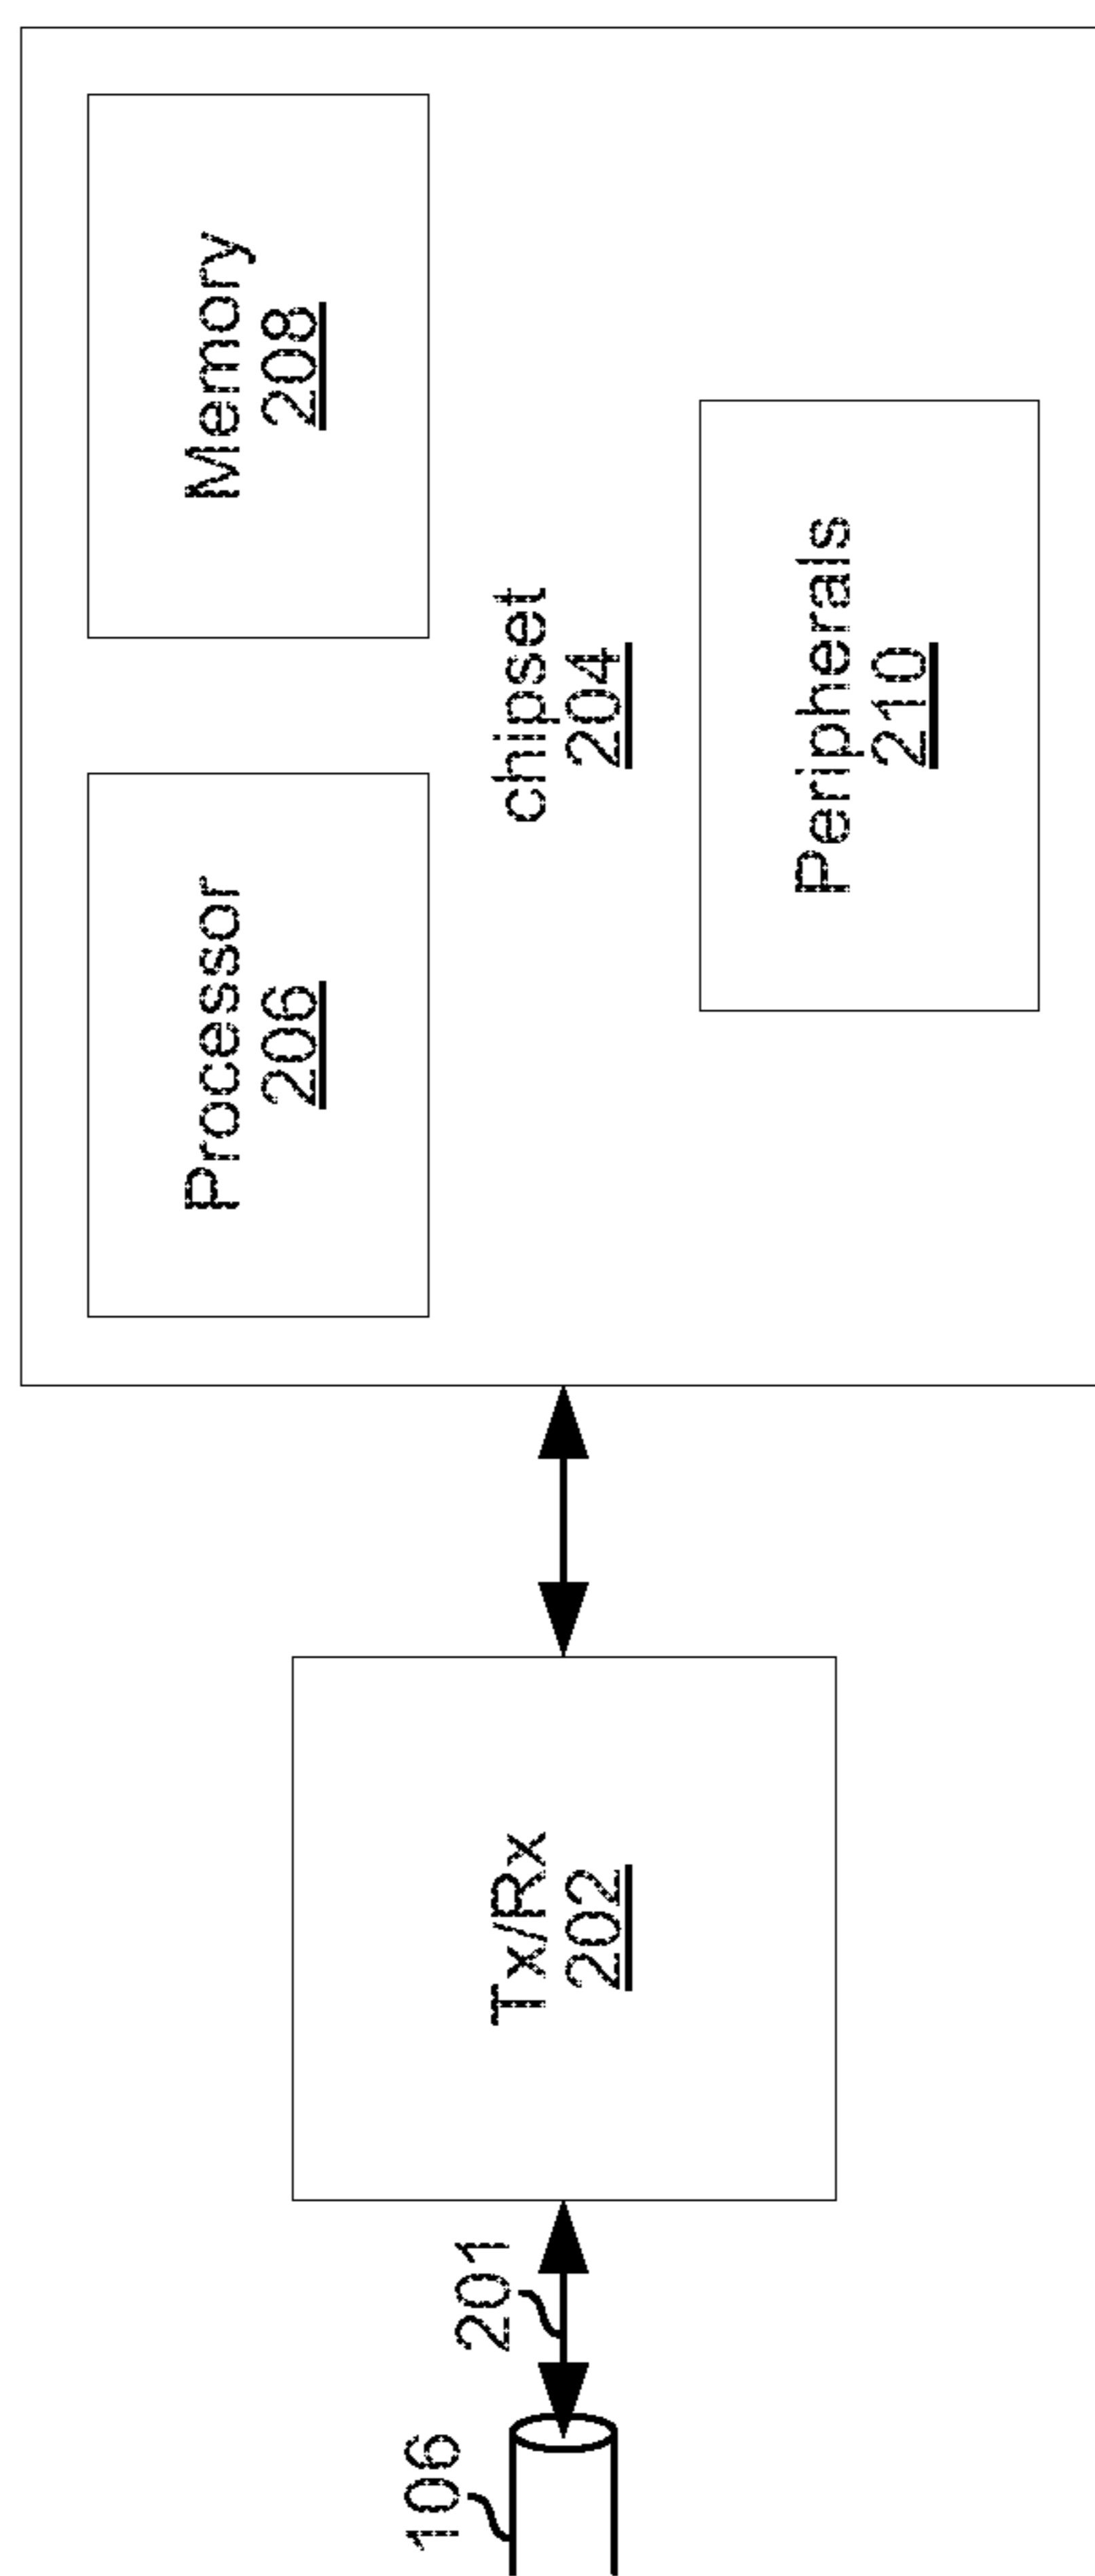 106
201
Tx/Rx
202
Processor
206
Memory
208
chipset
204
Peripherals
210